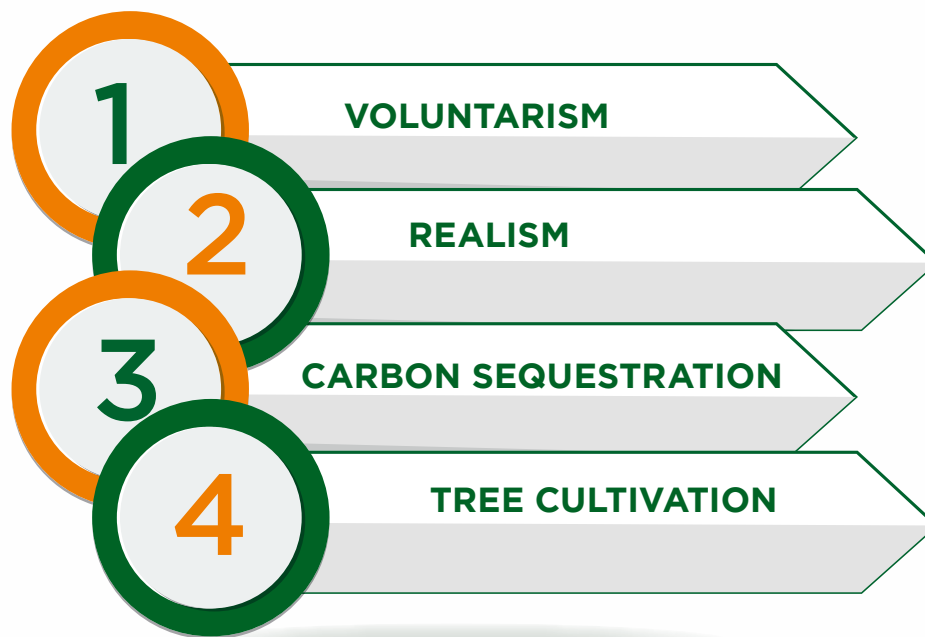 1
VOLUNTARISM
2
REALISM
3
CARBON SEQUESTRATION
4
TREE CULTIVATION